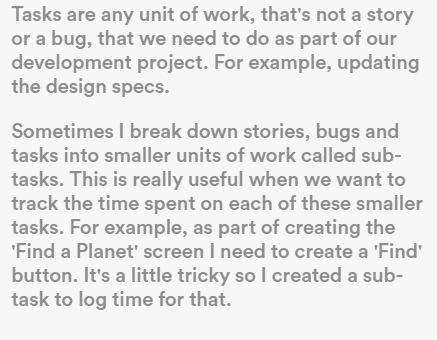 Tasks are any unit of work, that's not a story
or a bug, that we need to do as part of our
development project. For example, updating
the design specs.
Sometimes I break down stories, bugs and
tasks into smaller units of work called sub-
tasks. This is really useful when we want to
track the time spent on each of these smaller
tasks. For example, as part of creating the
'Find a Planet' screen I need to create a 'Find'
button. It's a little tricky so I created a sub-
task to log time for that.